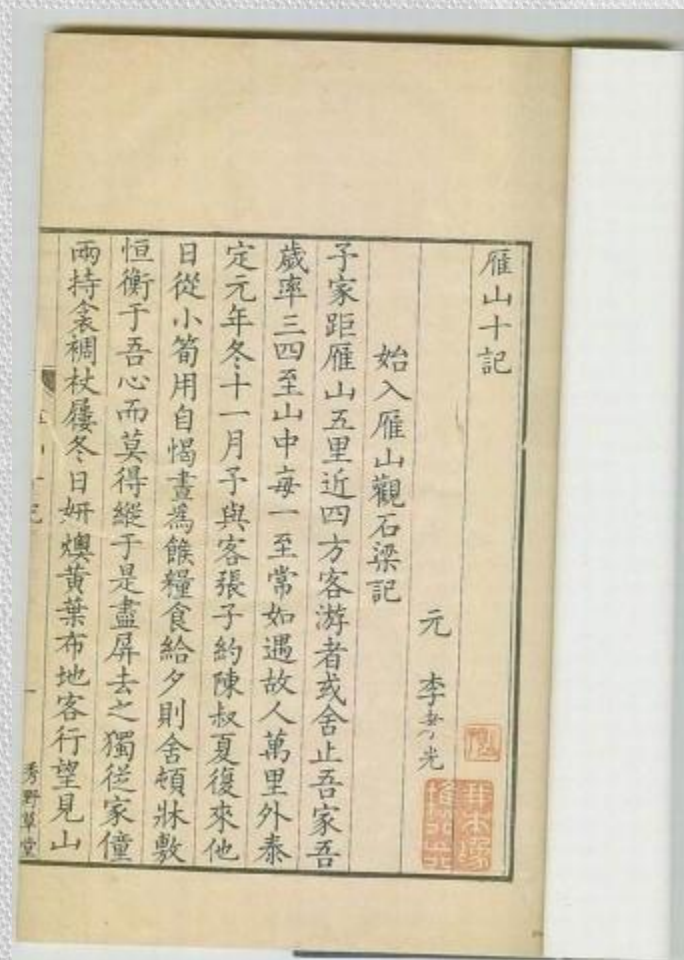 雁山十記
元 李孝光
始入雁山觀石梁記
予家距雁山五里近四方客游者或舍止吾家吾
歲率三四至山中每一至常如遇故人萬里外泰
定元年冬十一月予與客張子約陳叔夏復來他
日從小筍用自愒晝為餱糧食給夕則舍頓牀敷
恒衡于吾心而莫得縱于是盡屏去之獨從家僮
兩持衾裯杖屨冬日妍燠黃葉布地客行望見山
一
秀野草堂